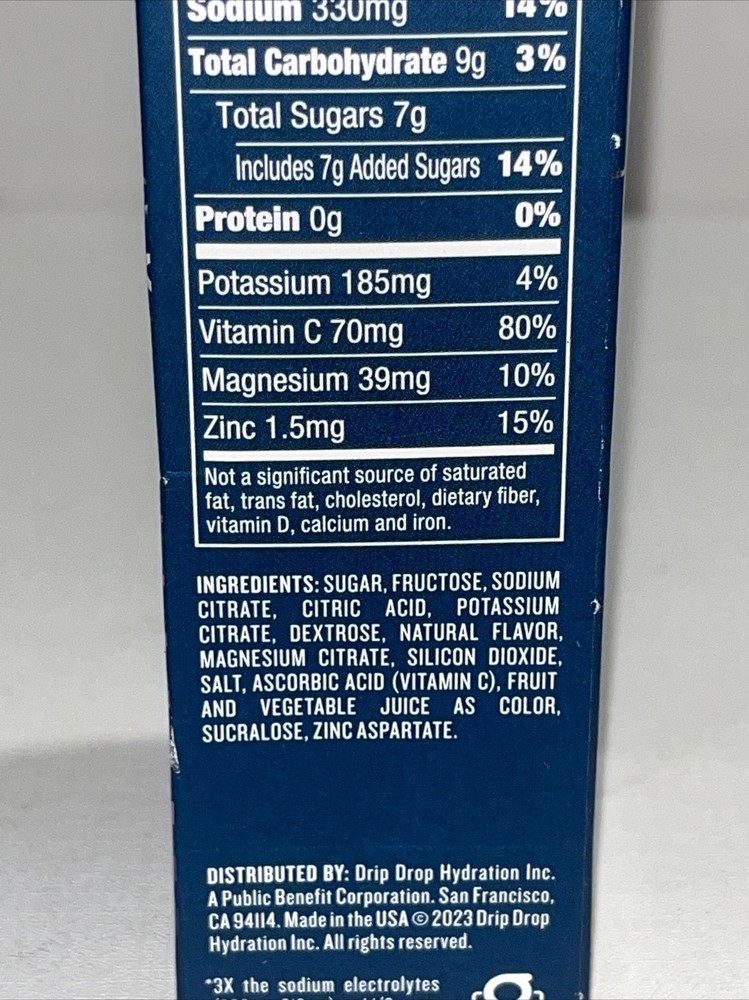 Sodium 330mg 14%
Total Carbohydrate 9g 3%
Total Sugars 7g
Includes 7g Added Sugars 14%
Protein 0g 0%
Potassium 185mg 4%
Vitamin C 70mg 80%
Magnesium 39mg 10%
Zinc 1.5mg 15%
Not a significant source of saturated
fat, trans fat, cholesterol, dietary fiber,
vitamin D, calcium and iron.
INGREDIENTS: SUGAR, FRUCTOSE, SODIUM
CITRATE, CITRIC ACID, POTASSIUM
CITRATE, DEXTROSE, NATURAL FLAVOR,
MAGNESIUM CITRATE, SILICON DIOXIDE,
SALT, ASCORBIC ACID (VITAMIN C), FRUIT
AND VEGETABLE JUICE AS COLOR,
SUCRALOSE, ZINC ASPARTATE.
DISTRIBUTED BY: Drip Drop Hydration Inc.
A Public Benefit Corporation. San Francisco,
CA 94114. Made in the USA © 2023 Drip Drop
Hydration Inc. All rights reserved.
*3X the sodium electrolytes